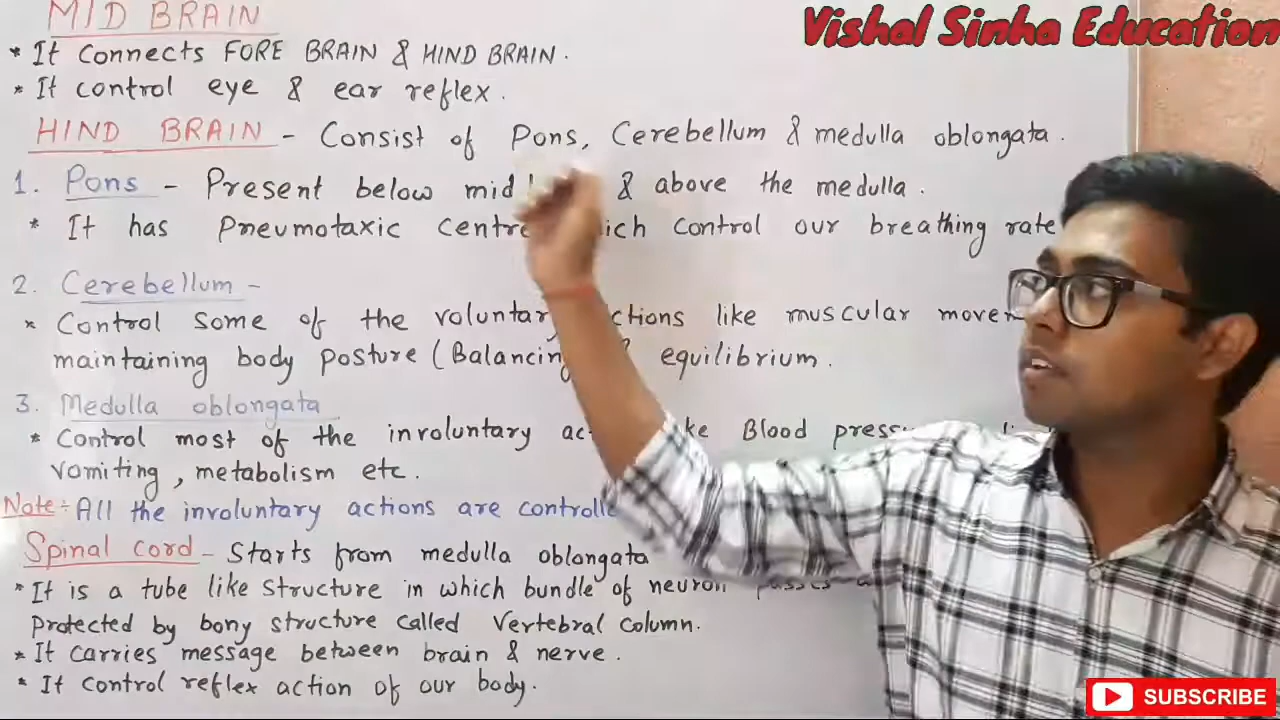 MID BRAIN
Vishal Sinha Education
* It connects FORE BRAIN & HIND BRAIN.
* It control eye & ear reflex.
HIND BRAIN - Consist of Pons, Cerebellum & medulla oblongata.
1. Pons - Present below mid & above the medulla.
* It has Pneumotaxic centre which control our breathing rate
2. Cerebellum -
* Control some of the voluntary actions like muscular
maintaining body posture (Balancing equilibrium.
3. Medulla oblongata
* Control most of the involuntary Blood
vomiting, metabolism etc.
Note :- All the involuntary actions are
Spinal cord - Starts from medulla oblongata
* It is a tube like structure in which bundle of neuron passes
protected by bony structure called Vertebral column.
* It carries message between brain & nerve.
* It control reflex action of our body.
SUBSCRIBE